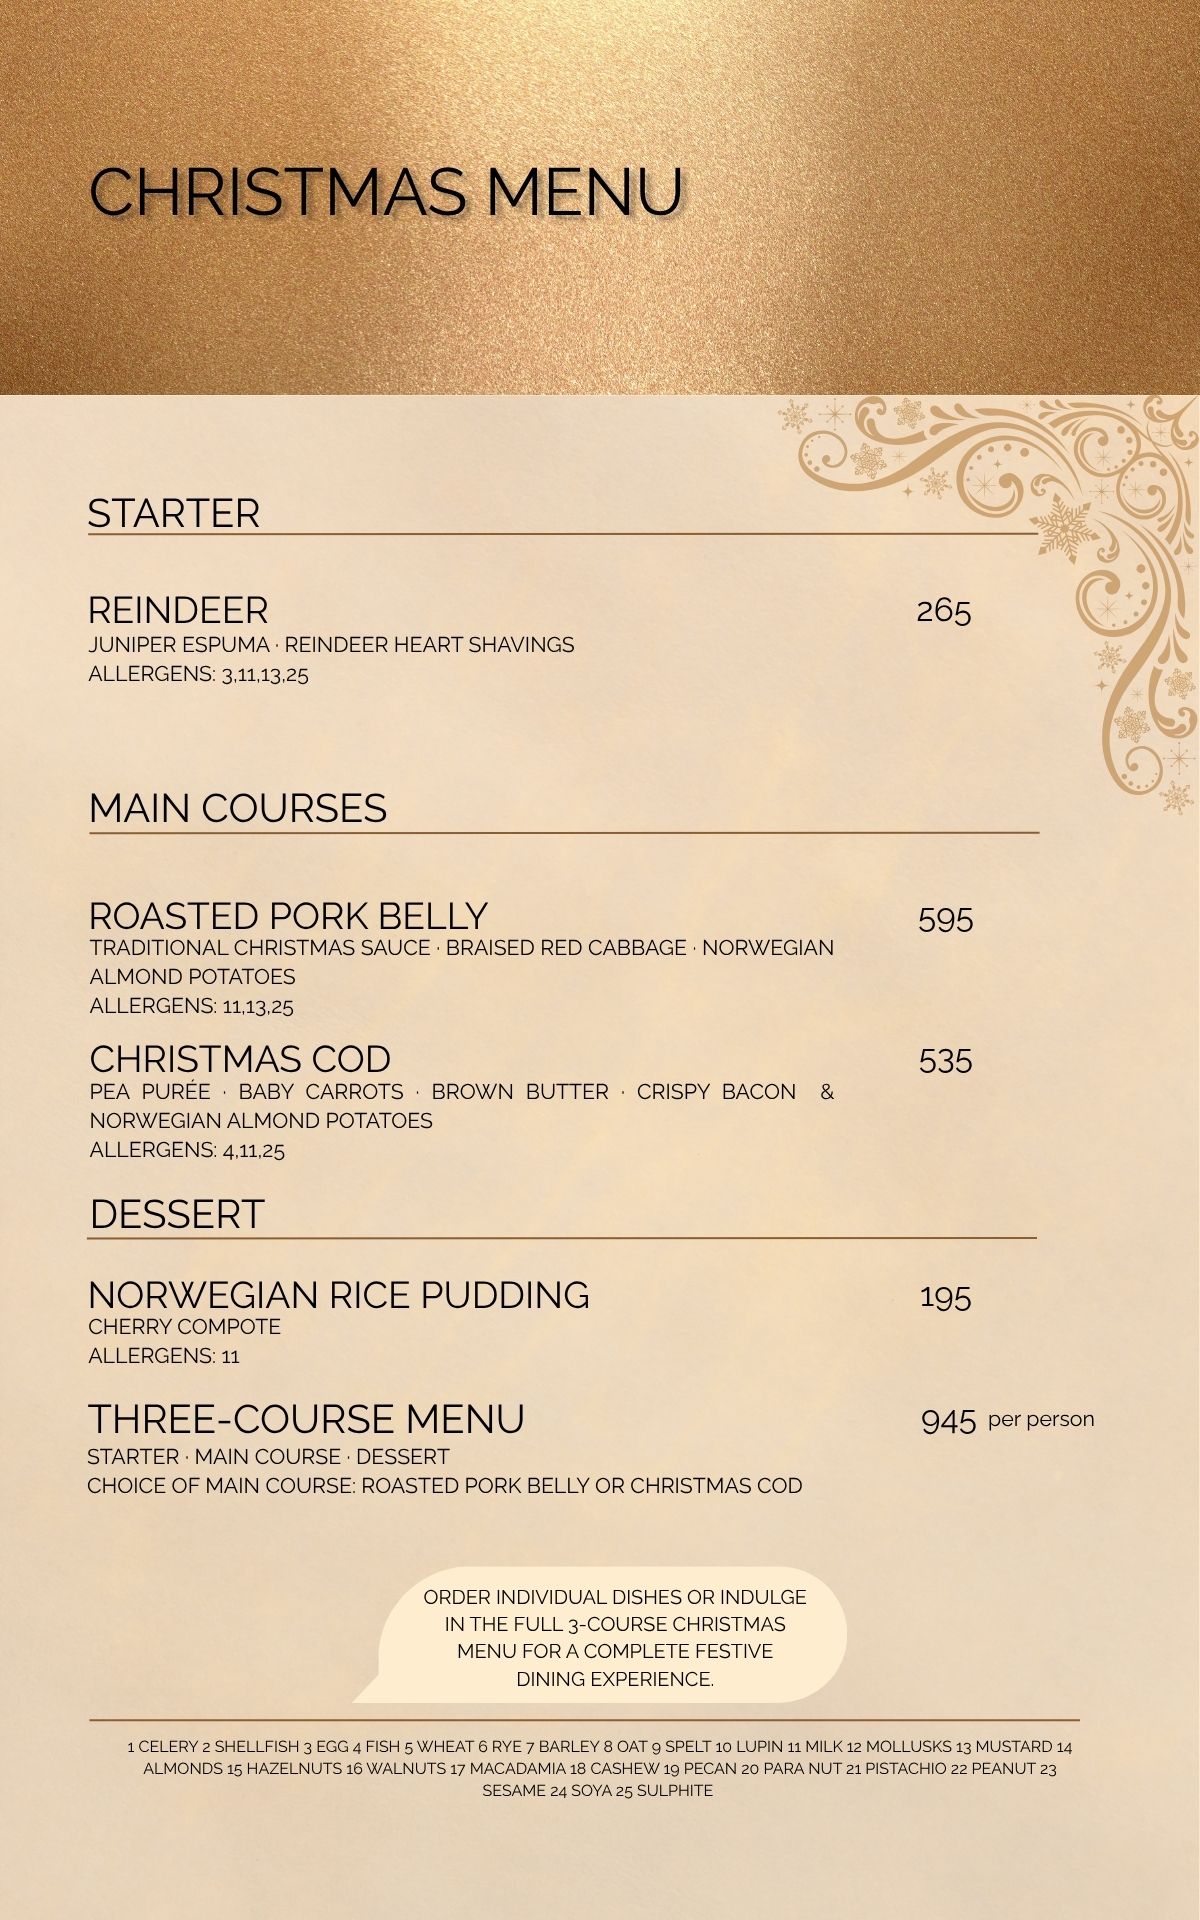 CHRISTMAS MENU
STARTER
REINDEER 265
JUNIPER ESPUMA · REINDEER HEART SHAVINGS
ALLERGENS: 3,11,13,25
MAIN COURSES
ROASTED PORK BELLY 595
TRADITIONAL CHRISTMAS SAUCE · BRAISED RED CABBAGE · NORWEGIAN
ALMOND POTATOES
ALLERGENS: 11,13,25
CHRISTMAS COD 535
PEA PURÉE · BABY CARROTS · BROWN BUTTER · CRISPY BACON &
NORWEGIAN ALMOND POTATOES
ALLERGENS: 4,11,25
DESSERT
NORWEGIAN RICE PUDDING 195
CHERRY COMPOTE
ALLERGENS: 11
THREE-COURSE MENU 945 per person
STARTER · MAIN COURSE · DESSERT
CHOICE OF MAIN COURSE: ROASTED PORK BELLY OR CHRISTMAS COD
ORDER INDIVIDUAL DISHES OR INDULGE
IN THE FULL 3-COURSE CHRISTMAS
MENU FOR A COMPLETE FESTIVE
DINING EXPERIENCE.
1 CELERY 2 SHELLFISH 3 EGG 4 FISH 5 WHEAT 6 RYE 7 BARLEY 8 OAT 9 SPELT 10 LUPIN 11 MILK 12 MOLLUSKS 13 MUSTARD 14
ALMONDS 15 HAZELNUTS 16 WALNUTS 17 MACADAMIA 18 CASHEW 19 PECAN 20 PARA NUT 21 PISTACHIO 22 PEANUT 23
SESAME 24 SOYA 25 SULPHITE